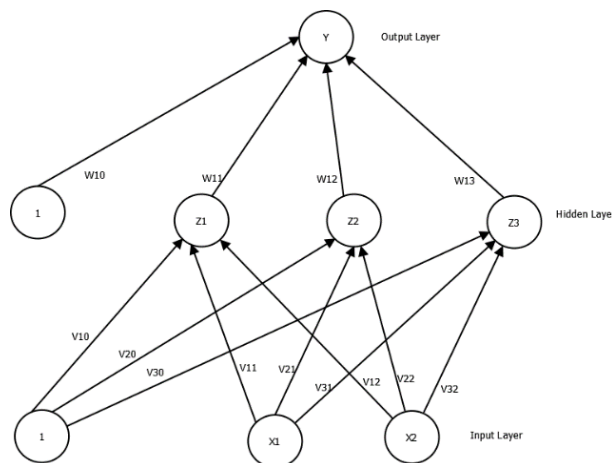 Y
Output Layer
W10
W11
W12
W13
1
Z1
Z2
Z3
Hidden Laye
V10
V20
V30
V11
V21
V31
V12
V22
V32
1
X1
X2
Input Layer